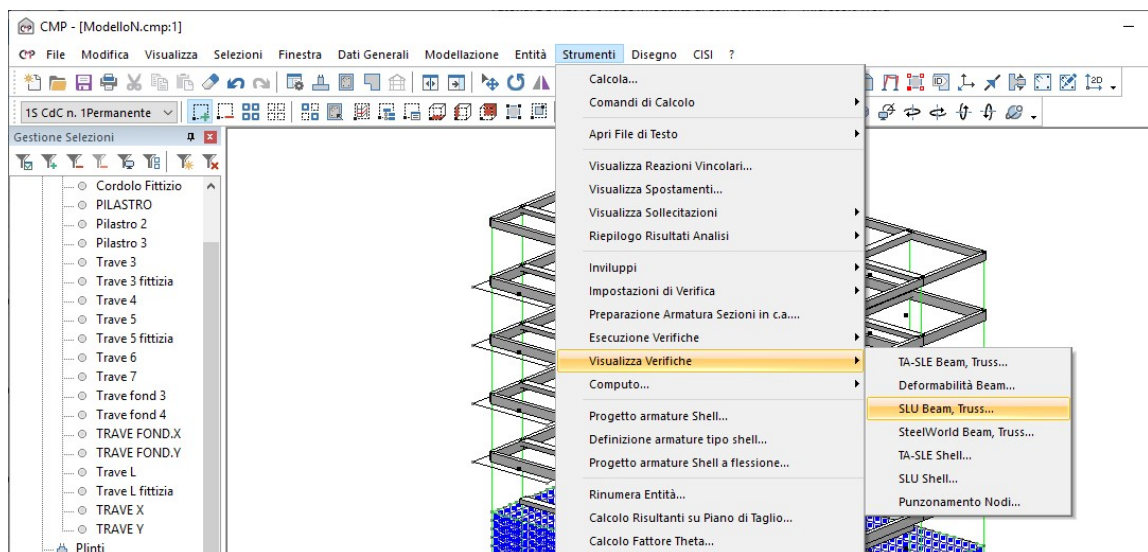 CMP - [ModelloN.cmp:1]
File Modifica Visualizza Selezioni Finestra Dati Generali Modellazione Entità Strumenti Disegno CISI ?
1S CdC n. 1Permanente
Gestione Selezioni
Cordolo Fittizio
PILASTRO
Pilastro 2
Pilastro 3
Trave 3
Trave 3 fittizia
Trave 4
Trave 5
Trave 5 fittizia
Trave 6
Trave 7
Trave fond 3
Trave fond 4
TRAVE FOND.X
TRAVE FOND.Y
Trave L
Trave L fittizia
TRAVE X
TRAVE Y
Plinti
Calcola...
Comandi di Calcolo
Apri File di Testo
Visualizza Reazioni Vincolari...
Visualizza Spostamenti...
Visualizza Sollecitazioni
Riepilogo Risultati Analisi
Inviluppi
Impostazioni di Verifica
Preparazione Armatura Sezioni in c.a....
Esecuzione Verifiche
Visualizza Verifiche
Computo...
Progetto armature Shell...
Definizione armature tipo shell...
Progetto armature Shell a flessione...
Rinumera Entità...
Calcolo Risultanti su Piano di Taglio...
Calcolo Fattore Theta...
TA-SLE Beam, Truss...
Deformabilità Beam...
SLU Beam, Truss...
SteelWorld Beam, Truss...
TA-SLE Shell...
SLU Shell...
Punzonamento Nodi...